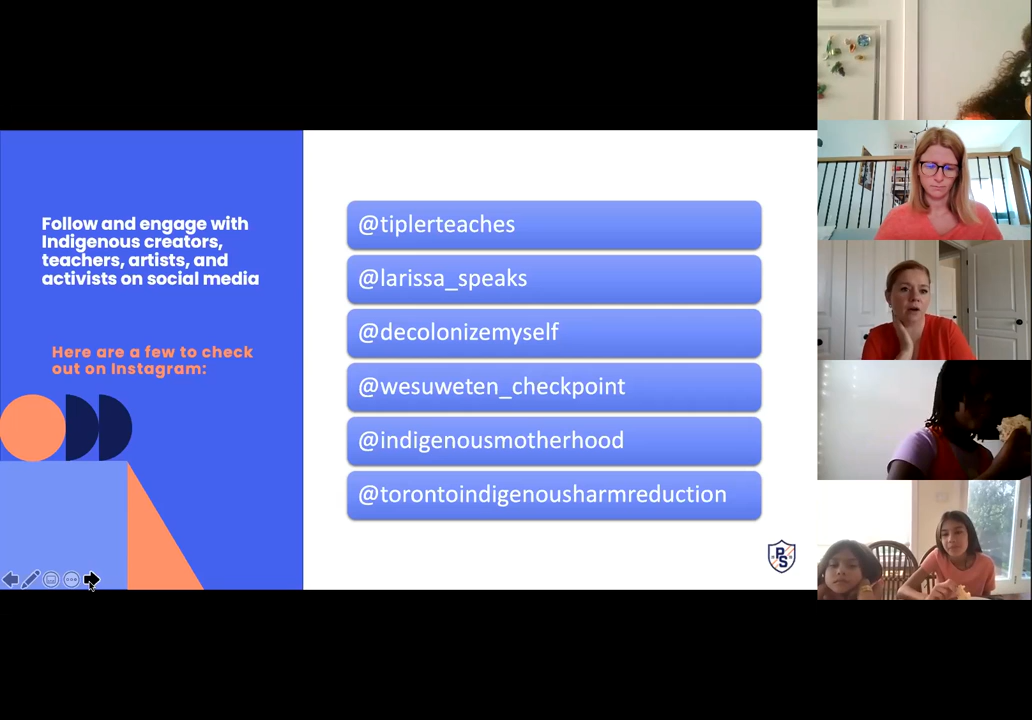 Follow and engage with
Indigenous creators,
teachers, artists, and
activists on social media
Here are a few to check
out on Instagram:
@tiplerteaches
@larissa_speaks
@decolonizemyself
@wesuweten_checkpoint
@indigenousmotherhood
@torontoindigenousharmreduction
PS